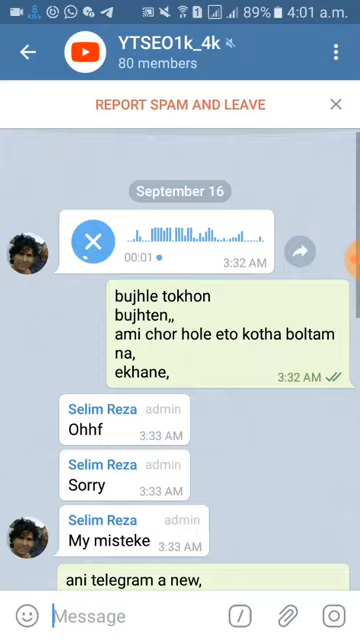 8 KB/s 1 89% 4:01 a.m.
YTSEO1k_4k
80 members
REPORT SPAM AND LEAVE
September 16
00:01 3:32 AM
bujhle tokhon
bujhten,,
ami chor hole eto kotha boltam
na,
ekhane,
3:32 AM
Selim Reza admin
Ohhf
3:33 AM
Selim Reza admin
Sorry
3:33 AM
Selim Reza admin
My misteke 3:33 AM
ani telegram a new,
Message